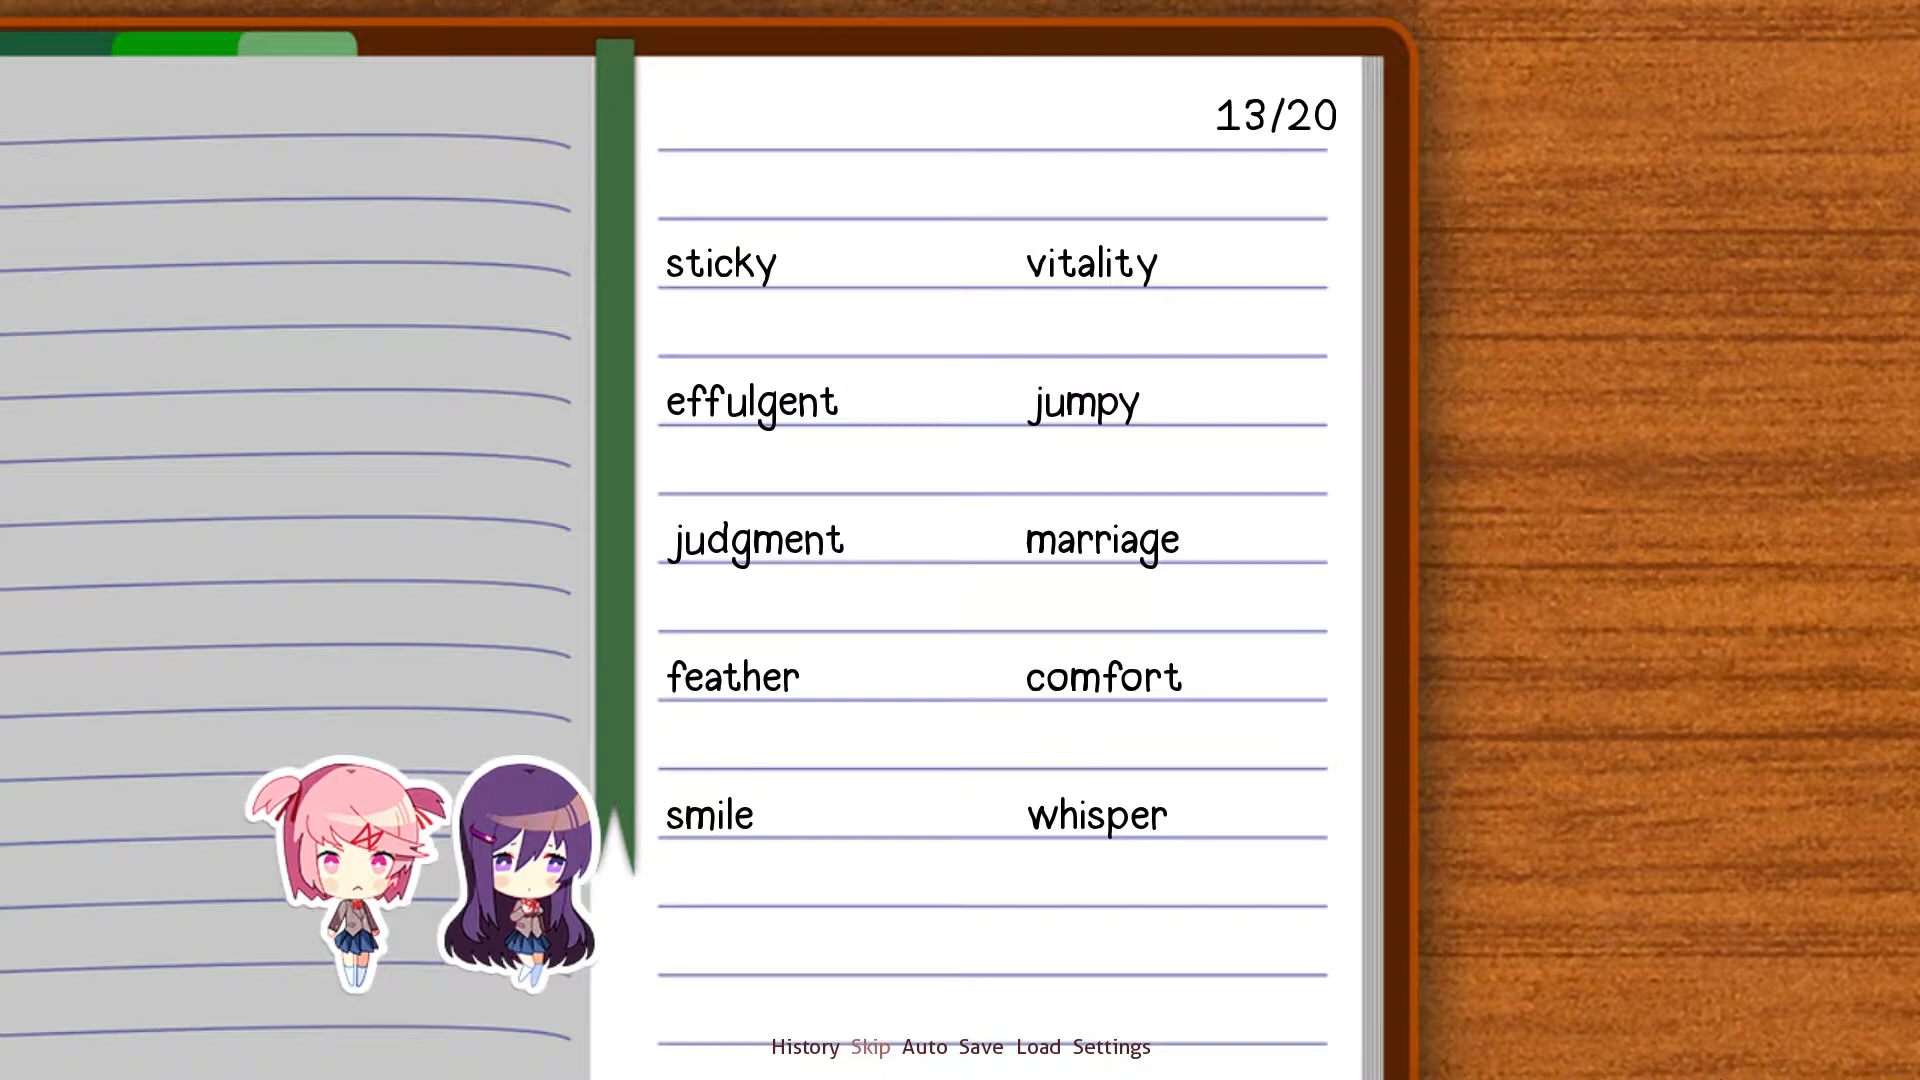 13/20
sticky vitality
effulgent jumpy
judgment marriage
feather comfort
smile whisper
History Skip Auto Save Load Settings